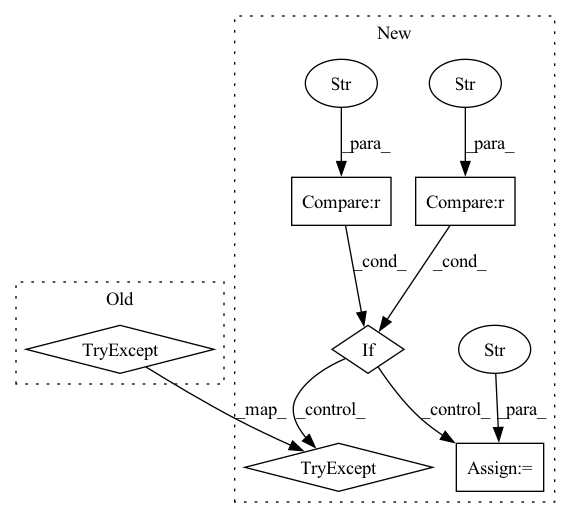 New
Str
Str
_para_
_para_
Compare:r
Compare:r
_cond_
_cond_
Old
TryExcept
If
Str
_map_
_control_
_control_
_para_
TryExcept
Assign:=